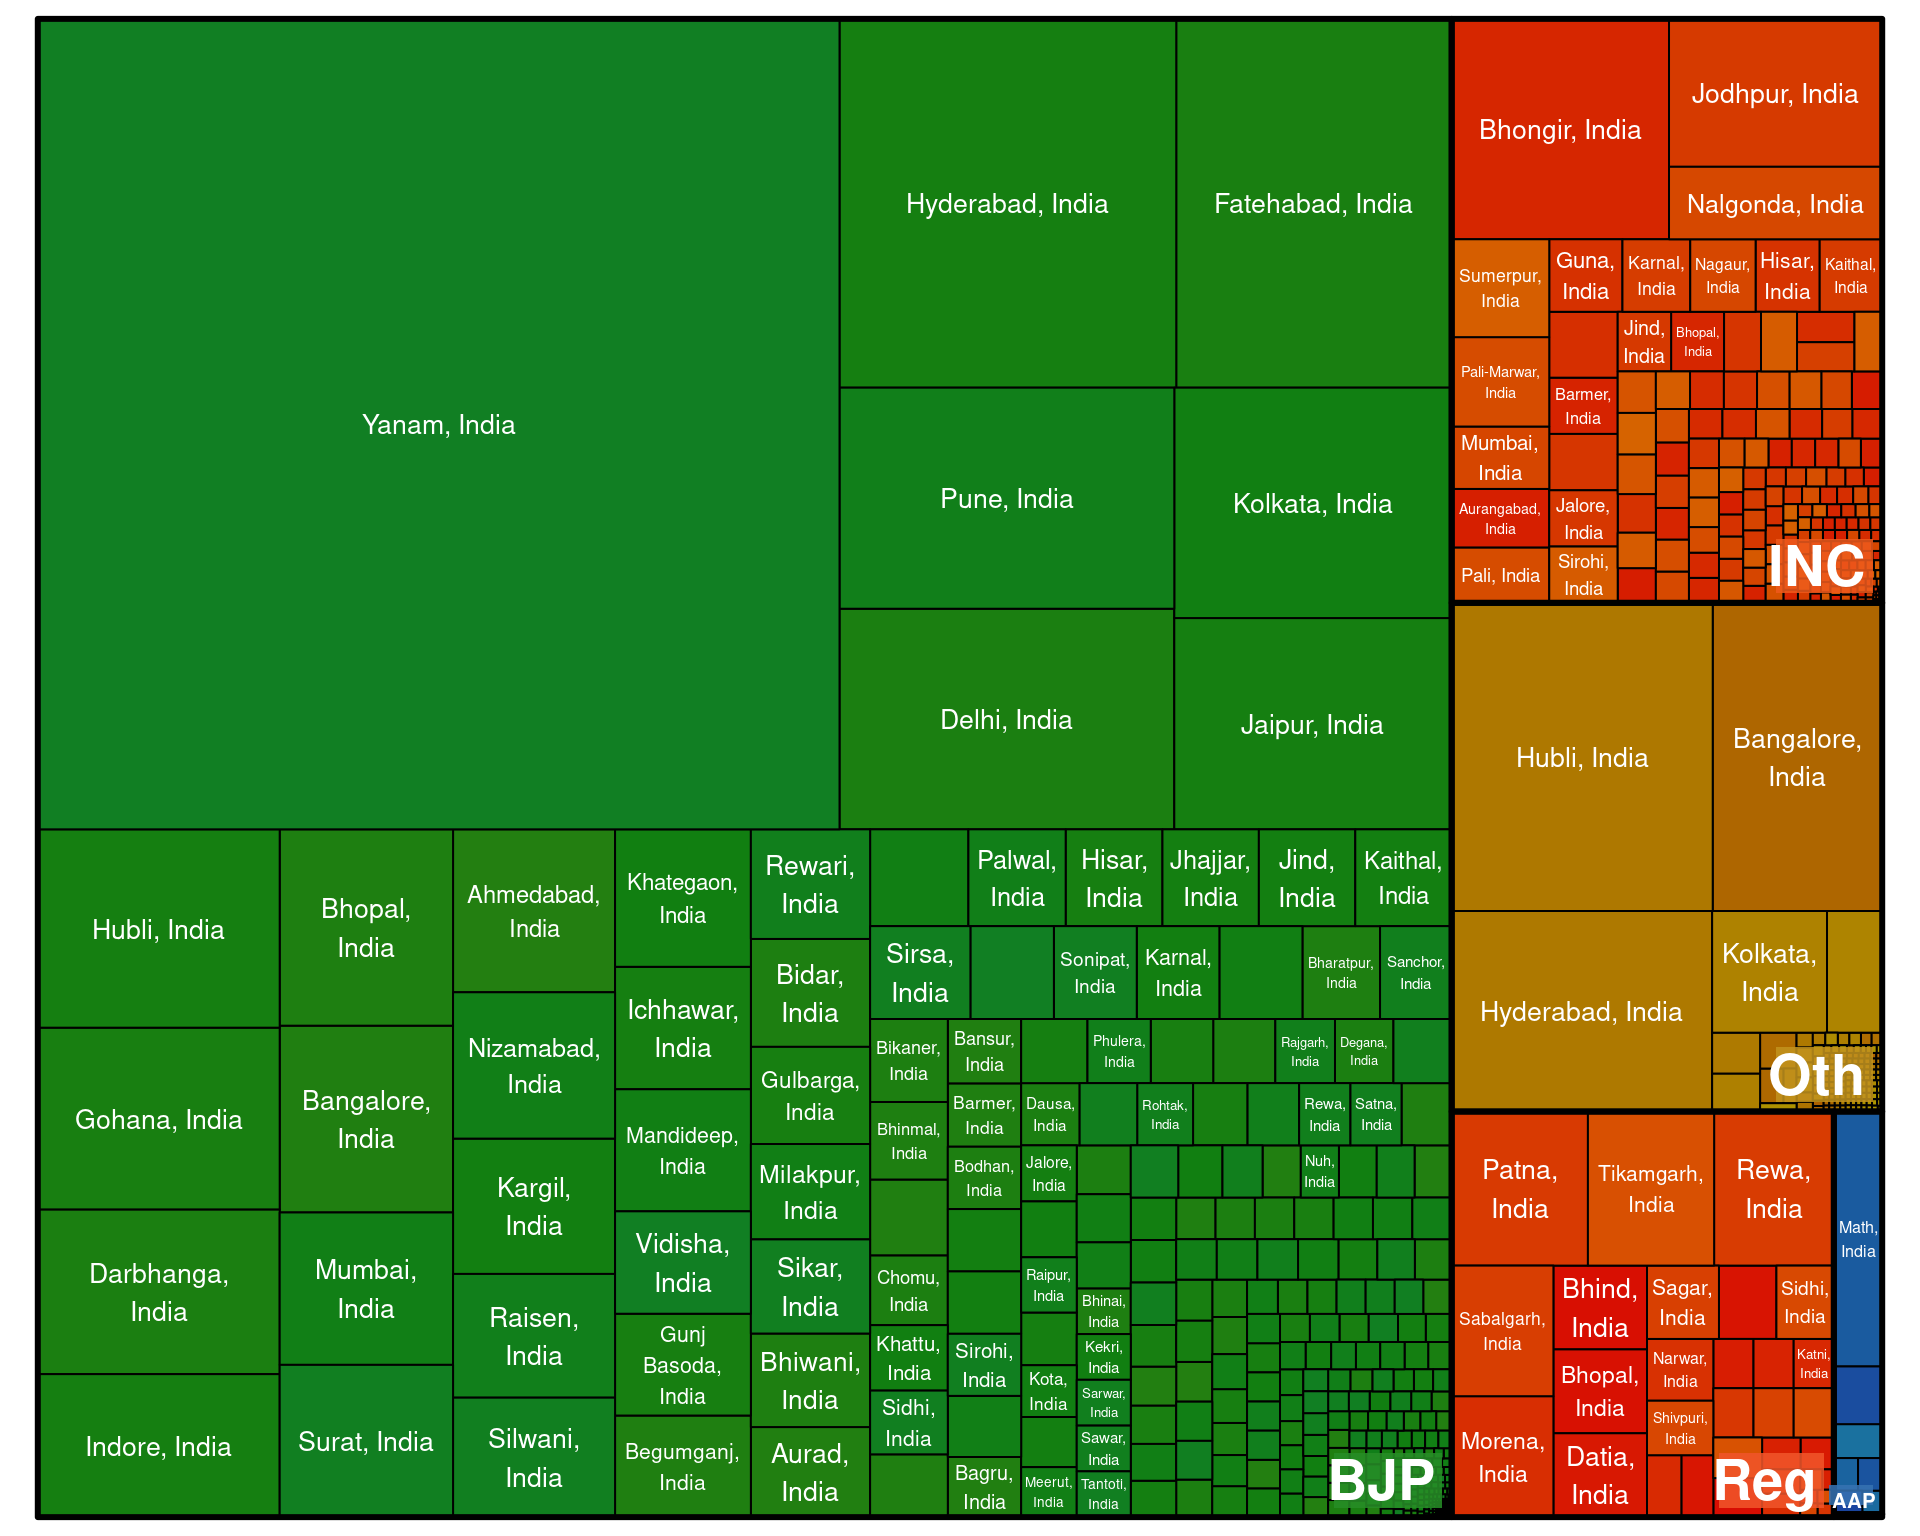 Yanam, India
Hyderabad, India
Fatehabad, India
Pune, India
Kolkata, India
Delhi, India
Jaipur, India
Hubli, India
Gohana, India
Darbhanga,
India
Indore, India
Bhopal,
India
Bangalore,
India
Mumbai,
India
Surat, India
Ahmedabad,
India
Nizamabad,
India
Kargil,
India
Raisen,
India
Silwani,
India
Khategaon,
India
Ichhawar,
India
Mandideep,
India
Vidisha,
India
Gunj
Basoda,
India
Begumganj,
India
Rewari,
India
Bidar,
India
Gulbarga,
India
Milakpur,
India
Sikar,
India
Bhiwani,
India
Aurad,
India
Palwal,
India
Hisar,
India
Jhajjar,
India
Jind,
India
Kaithal,
India
Sirsa,
India
Sonipat,
India
Karnal,
India
Bharatpur,
India
Sanchor,
India
Bikaner,
India
Bhinmal,
India
Chomu,
India
Khattu,
India
Sidhi,
India
Bansur,
India
Barmer,
India
Bodhan,
India
Sirohi,
India
Bagru,
India
Phulera,
India
Rajgarh,
India
Degana,
India
Dausa,
India
Rohtak,
India
Rewa,
India
Satna,
India
Jalore,
India
Nuh,
India
Raipur,
India
Kota,
India
Meerut,
India
Bhinai,
India
Kekri,
India
Sarwar,
India
Sawar,
India
Tantoti,
India
BJP
Bhongir, India
Jodhpur, India
Nalgonda, India
Sumerpur,
India
Pali-Marwar,
India
Mumbai,
India
Aurangabad,
India
Pali, India
Guna,
India
Karnal,
India
Nagaur,
India
Hisar,
India
Kaithal,
India
Jind,
India
Bhopal,
India
Barmer,
India
Jalore,
India
Sirohi,
India
INC
Hubli, India
Bangalore,
India
Hyderabad, India
Kolkata,
India
Oth
Patna,
India
Tikamgarh,
India
Rewa,
India
Sabalgarh,
India
Morena,
India
Bhind,
India
Bhopal,
India
Datia,
India
Sagar,
India
Sidhi,
India
Narwar,
India
Katni,
India
Shivpuri,
India
Reg
Math,
India
AAP